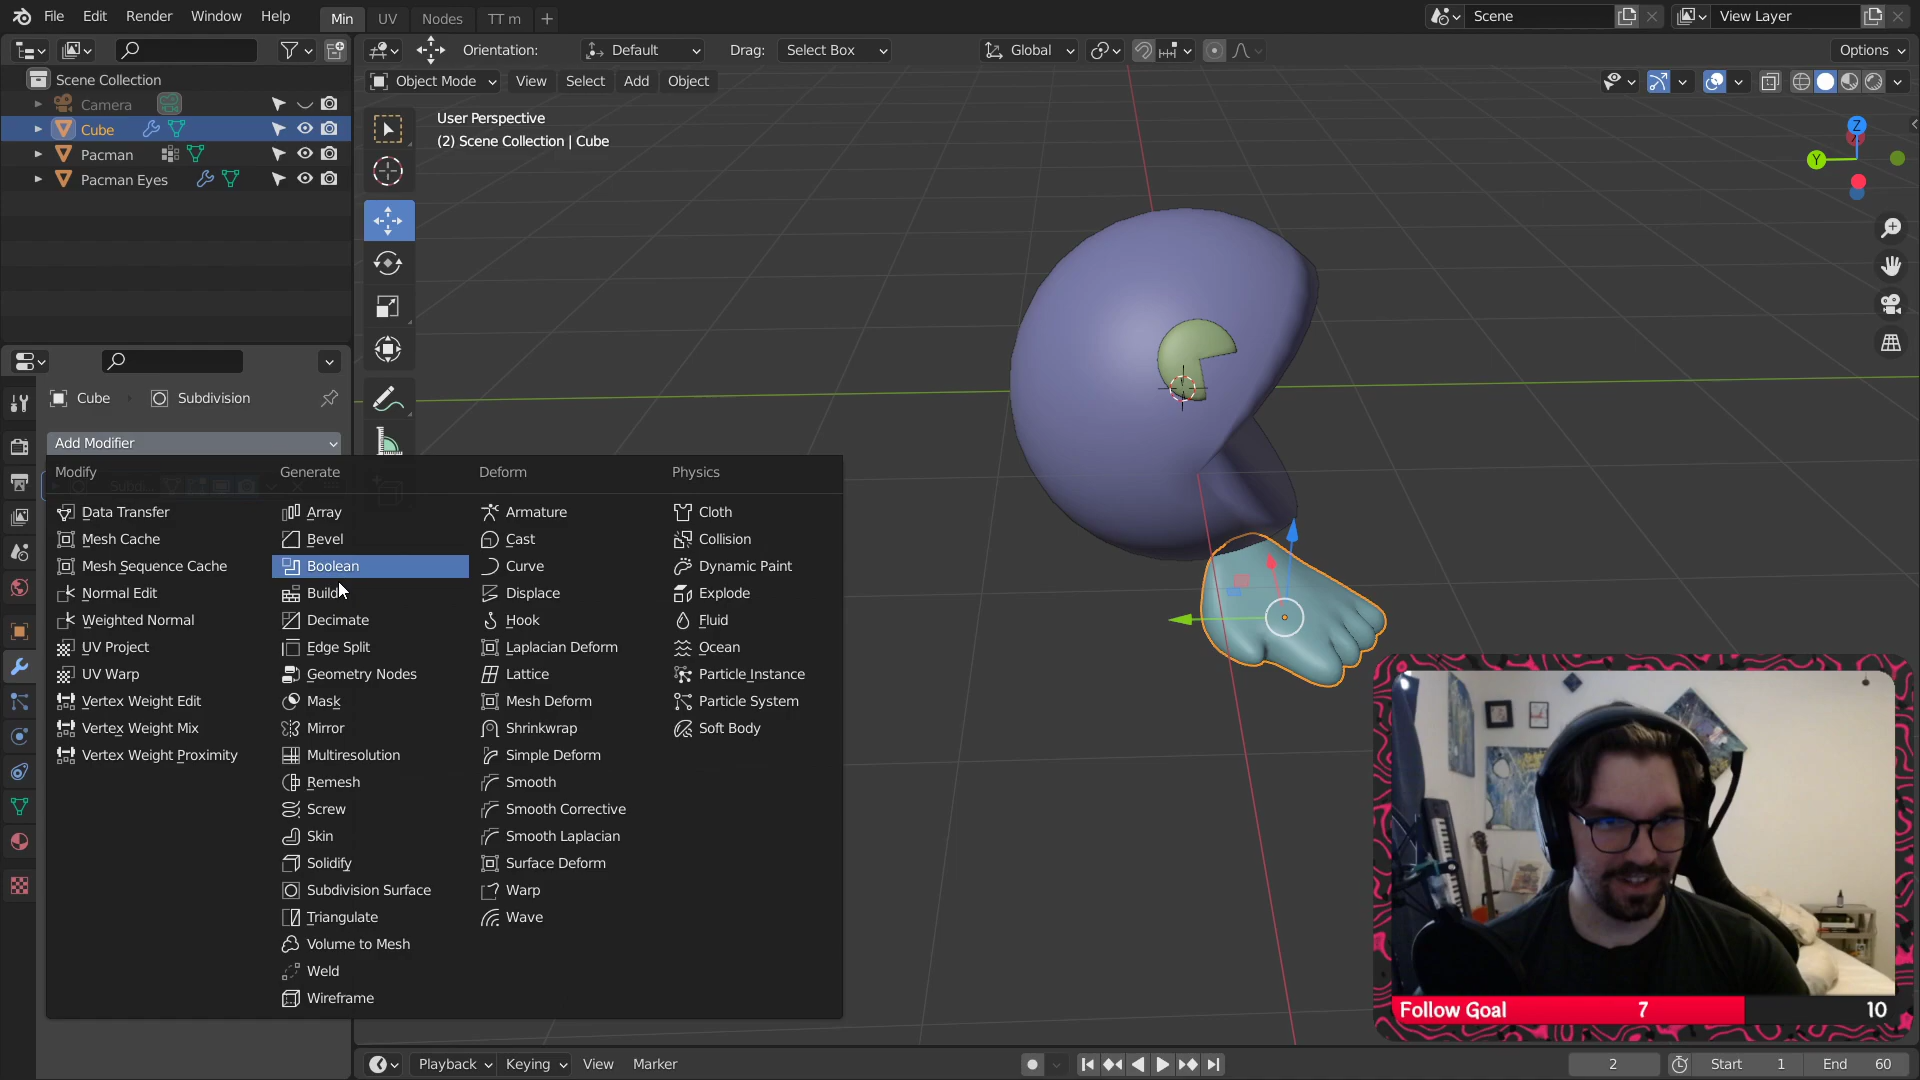 File Edit Render Window Help
Min UV Nodes TT m
Scene
View Layer
Orientation: Default Drag: Select Box
Global
Options
Scene Collection
Object Mode View Select Add Object
Camera
Cube
Pacman
Pacman Eyes
User Perspective
(2) Scene Collection | Cube
Z
Y
Cube Subdivision
Add Modifier
Modify Generate Deform Physics
Data Transfer Array Armature Cloth
Mesh Cache Bevel Cast Collision
Mesh Sequence Cache Boolean Curve Dynamic Paint
Normal Edit Build Displace Explode
Weighted Normal Decimate Hook Fluid
UV Project Edge Split Laplacian Deform Ocean
UV Warp Geometry Nodes Lattice Particle Instance
Vertex Weight Edit Mask Mesh Deform Particle System
Vertex Weight Mix Mirror Shrinkwrap Soft Body
Vertex Weight Proximity Multiresolution Simple Deform
Remesh Smooth
Screw Smooth Corrective
Skin Smooth Laplacian
Solidify Surface Deform
Subdivision Surface Warp
Triangulate Wave
Volume to Mesh
Weld
Wireframe
Follow Goal 7 10
Playback Keying View Marker
2 Start 1 End 60